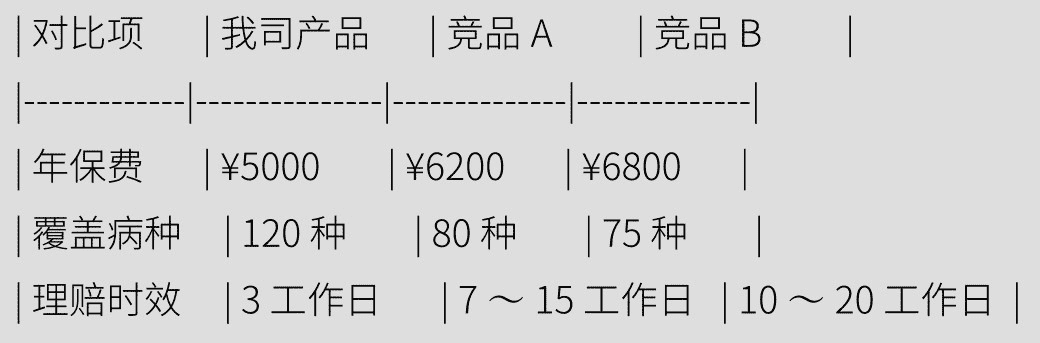 | 对比项 | 我司产品 | 竞品 A | 竞品 B |
|-------------|---------------|--------------|--------------|
| 年保费 | ¥5000 | ¥6200 | ¥6800 |
| 覆盖病种 | 120 种 | 80 种 | 75 种 |
| 理赔时效 | 3 工作日 | 7～15 工作日 | 10～20 工作日 |